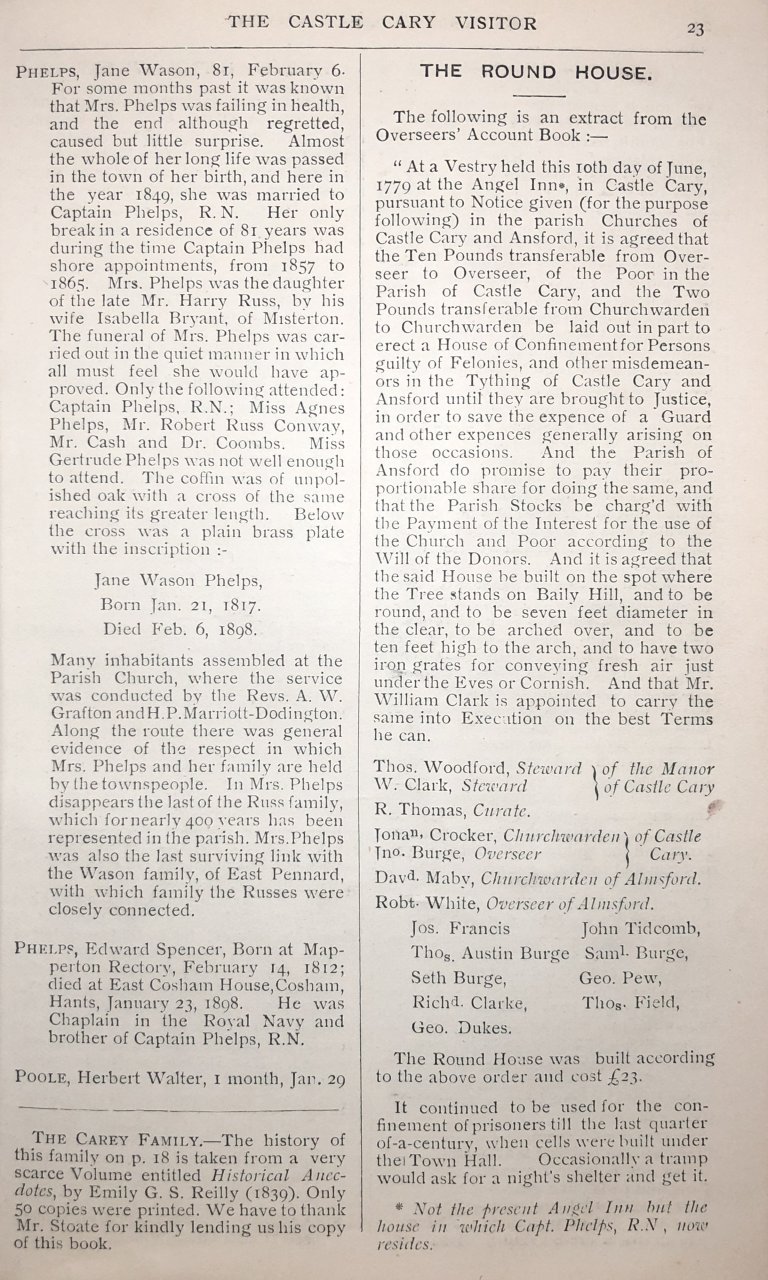 THE CASTLE CARY VISITOR
23
PHELPS, Jane Wason, 81, February 6.
For some months past it was known
that Mrs. Phelps was failing in health,
and the end although regretted,
caused but little surprise. Almost
the whole of her long life was passed
in the town of her birth, and here in
the year 1849, she was married to
Captain Phelps, R.N. Her only
break in a residence of 81 years was
during the time Captain Phelps had
shore appointments, from 1857 to
1865. Mrs. Phelps was the daughter
of the late Mr. Harry Russ, by his
wife Isabella Bryant, of Misterton.
The funeral of Mrs. Phelps was car-
ried out in the quiet manner in which
all must feel she would have ap-
proved. Only the following attended:
Captain Phelps, R.N.; Miss Agnes
Phelps, Mr. Robert Russ Conway,
Mr. Cash and Dr. Coombs. Miss
Gertrude Phelps was not well enough
to attend. The coffin was of unpol-
ished oak with a cross of the same
reaching its greater length. Below
the cross was a plain brass plate
with the inscription :-
Jane Wason Phelps,
Born Jan. 21, 1817.
Died Feb. 6, 1898.
Many inhabitants assembled at the
Parish Church, where the service
was conducted by the Revs. A. W.
Grafton and H.P. Marriott-Dodington.
Along the route there was general
evidence of the respect in which
Mrs. Phelps and her family are held
by the townspeople. In Mrs. Phelps
disappears the last of the Russ family,
which for nearly 400 years has been
represented in the parish. Mrs. Phelps
was also the last surviving link with
the Wason family, of East Pennard,
with which family the Russes were
closely connected.
PHELPS, Edward Spencer, Born at Map-
perton Rectory, February 14, 1812;
died at East Cosham House, Cosham,
Hants, January 23, 1898. He was
Chaplain in the Royal Navy and
brother of Captain Phelps, R.N.
POOLE, Herbert Walter, 1 month, Jan. 29
THE CAREY FAMILY.—The history of
this family on p. 18 is taken from a very
scarce Volume entitled Historical Anec-
dotes, by Emily G. S. Reilly (1839). Only
50 copies were printed. We have to thank
Mr. Stoate for kindly lending us his copy
of this book.
THE ROUND HOUSE.
The following is an extract from the
Overseers' Account Book :—
" At a Vestry held this 10th day of June,
1779 at the Angel Inn*, in Castle Cary,
pursuant to Notice given (for the purpose
following) in the parish Churches of
Castle Cary and Ansford, it is agreed that
the Ten Pounds transferable from Over-
seer to Overseer, of the Poor in the
Parish of Castle Cary, and the Two
Pounds transferable from Churchwarden
to Churchwarden be laid out in part to
erect a House of Confinement for Persons
guilty of Felonies, and other misdemean-
ors in the Tything of Castle Cary and
Ansford until they are brought to Justice,
in order to save the expence of a Guard
and other expences generally arising on
those occasions. And the Parish of
Ansford do promise to pay their pro-
portionable share for doing the same, and
that the Parish Stocks be charg'd with
the Payment of the Interest for the use of
the Church and Poor according to the
Will of the Donors. And it is agreed that
the said House be built on the spot where
the Tree stands on Baily Hill, and to be
round, and to be seven feet diameter in
the clear, to be arched over, and to be
ten feet high to the arch, and to have two
iron grates for conveying fresh air just
under the Eves or Cornish. And that Mr.
William Clark is appointed to carry the
same into Execution on the best Terms
he can.
Thos. Woodford, Steward } of the Manor
W. Clark, Steward } of Castle Cary
R. Thomas, Curate.
Jonan. Crocker, Churchwarden } of Castle
Jno. Burge, Overseer } Cary.
Davd. Maby, Churchwarden of Almsford.
Robt. White, Overseer of Almsford.
Jos. Francis John Tidcomb,
Thos. Austin Burge Saml. Burge,
Seth Burge, Geo. Pew,
Richd. Clarke, Thos. Field,
Geo. Dukes.
The Round House was built according
to the above order and cost £23.
It continued to be used for the con-
finement of prisoners till the last quarter
of-a-century, when cells were built under
the Town Hall. Occasionally a tramp
would ask for a night's shelter and get it.
* Not the present Angel Inn but the
house in which Capt. Phelps, R.N, now
resides.